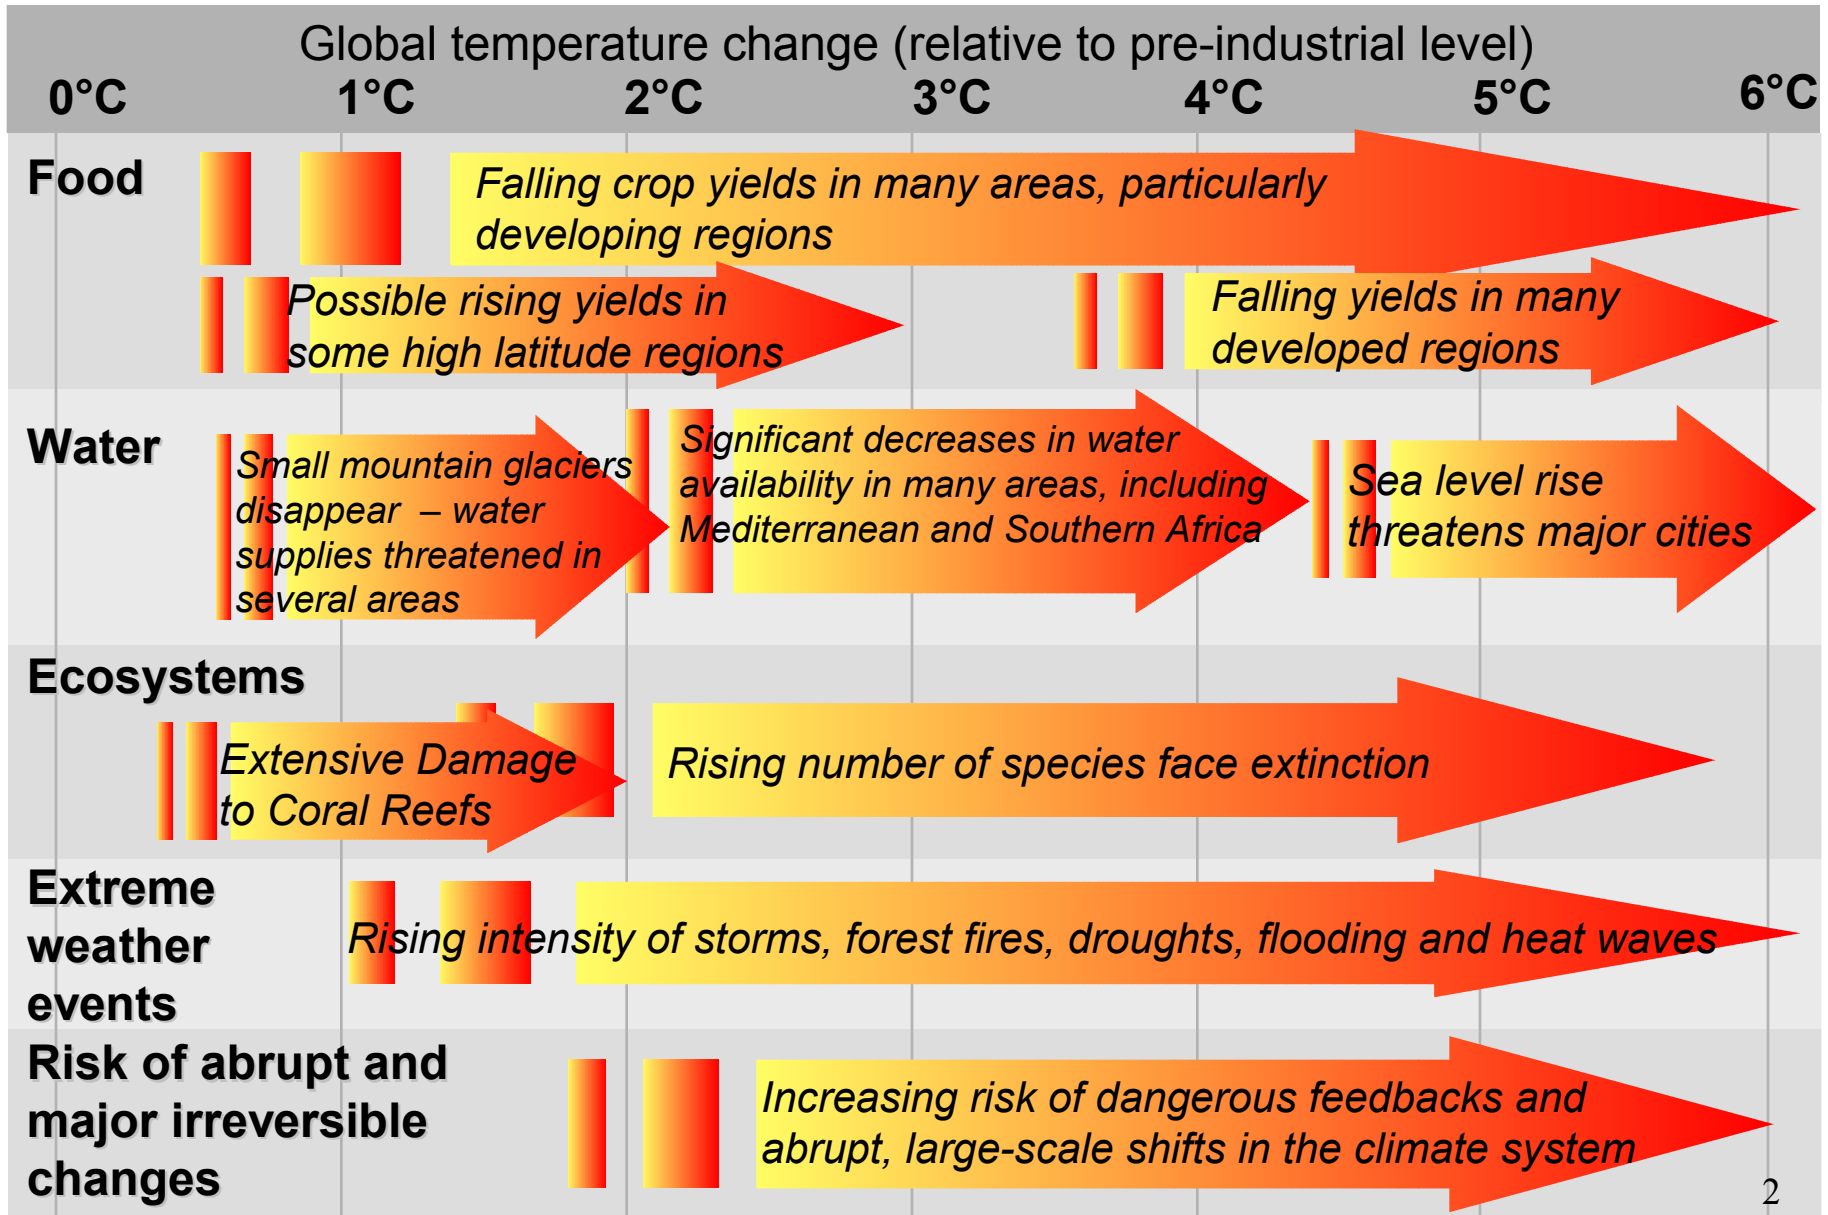 Global temperature change (relative to pre-industrial level)
0°C 1°C 2°C 3°C 4°C 5°C 6°C
Food
Falling crop yields in many areas, particularly
developing regions
Possible rising yields in
some high latitude regions
Falling yields in many
developed regions
Water
Small mountain glaciers
disappear – water
supplies threatened in
several areas
Significant decreases in water
availability in many areas, including
Mediterranean and Southern Africa
Sea level rise
threatens major cities
Ecosystems
Extensive Damage
to Coral Reefs
Rising number of species face extinction
Extreme
weather
events
Rising intensity of storms, forest fires, droughts, flooding and heat waves
Risk of abrupt and
major irreversible
changes
Increasing risk of dangerous feedbacks and
abrupt, large-scale shifts in the climate system
2